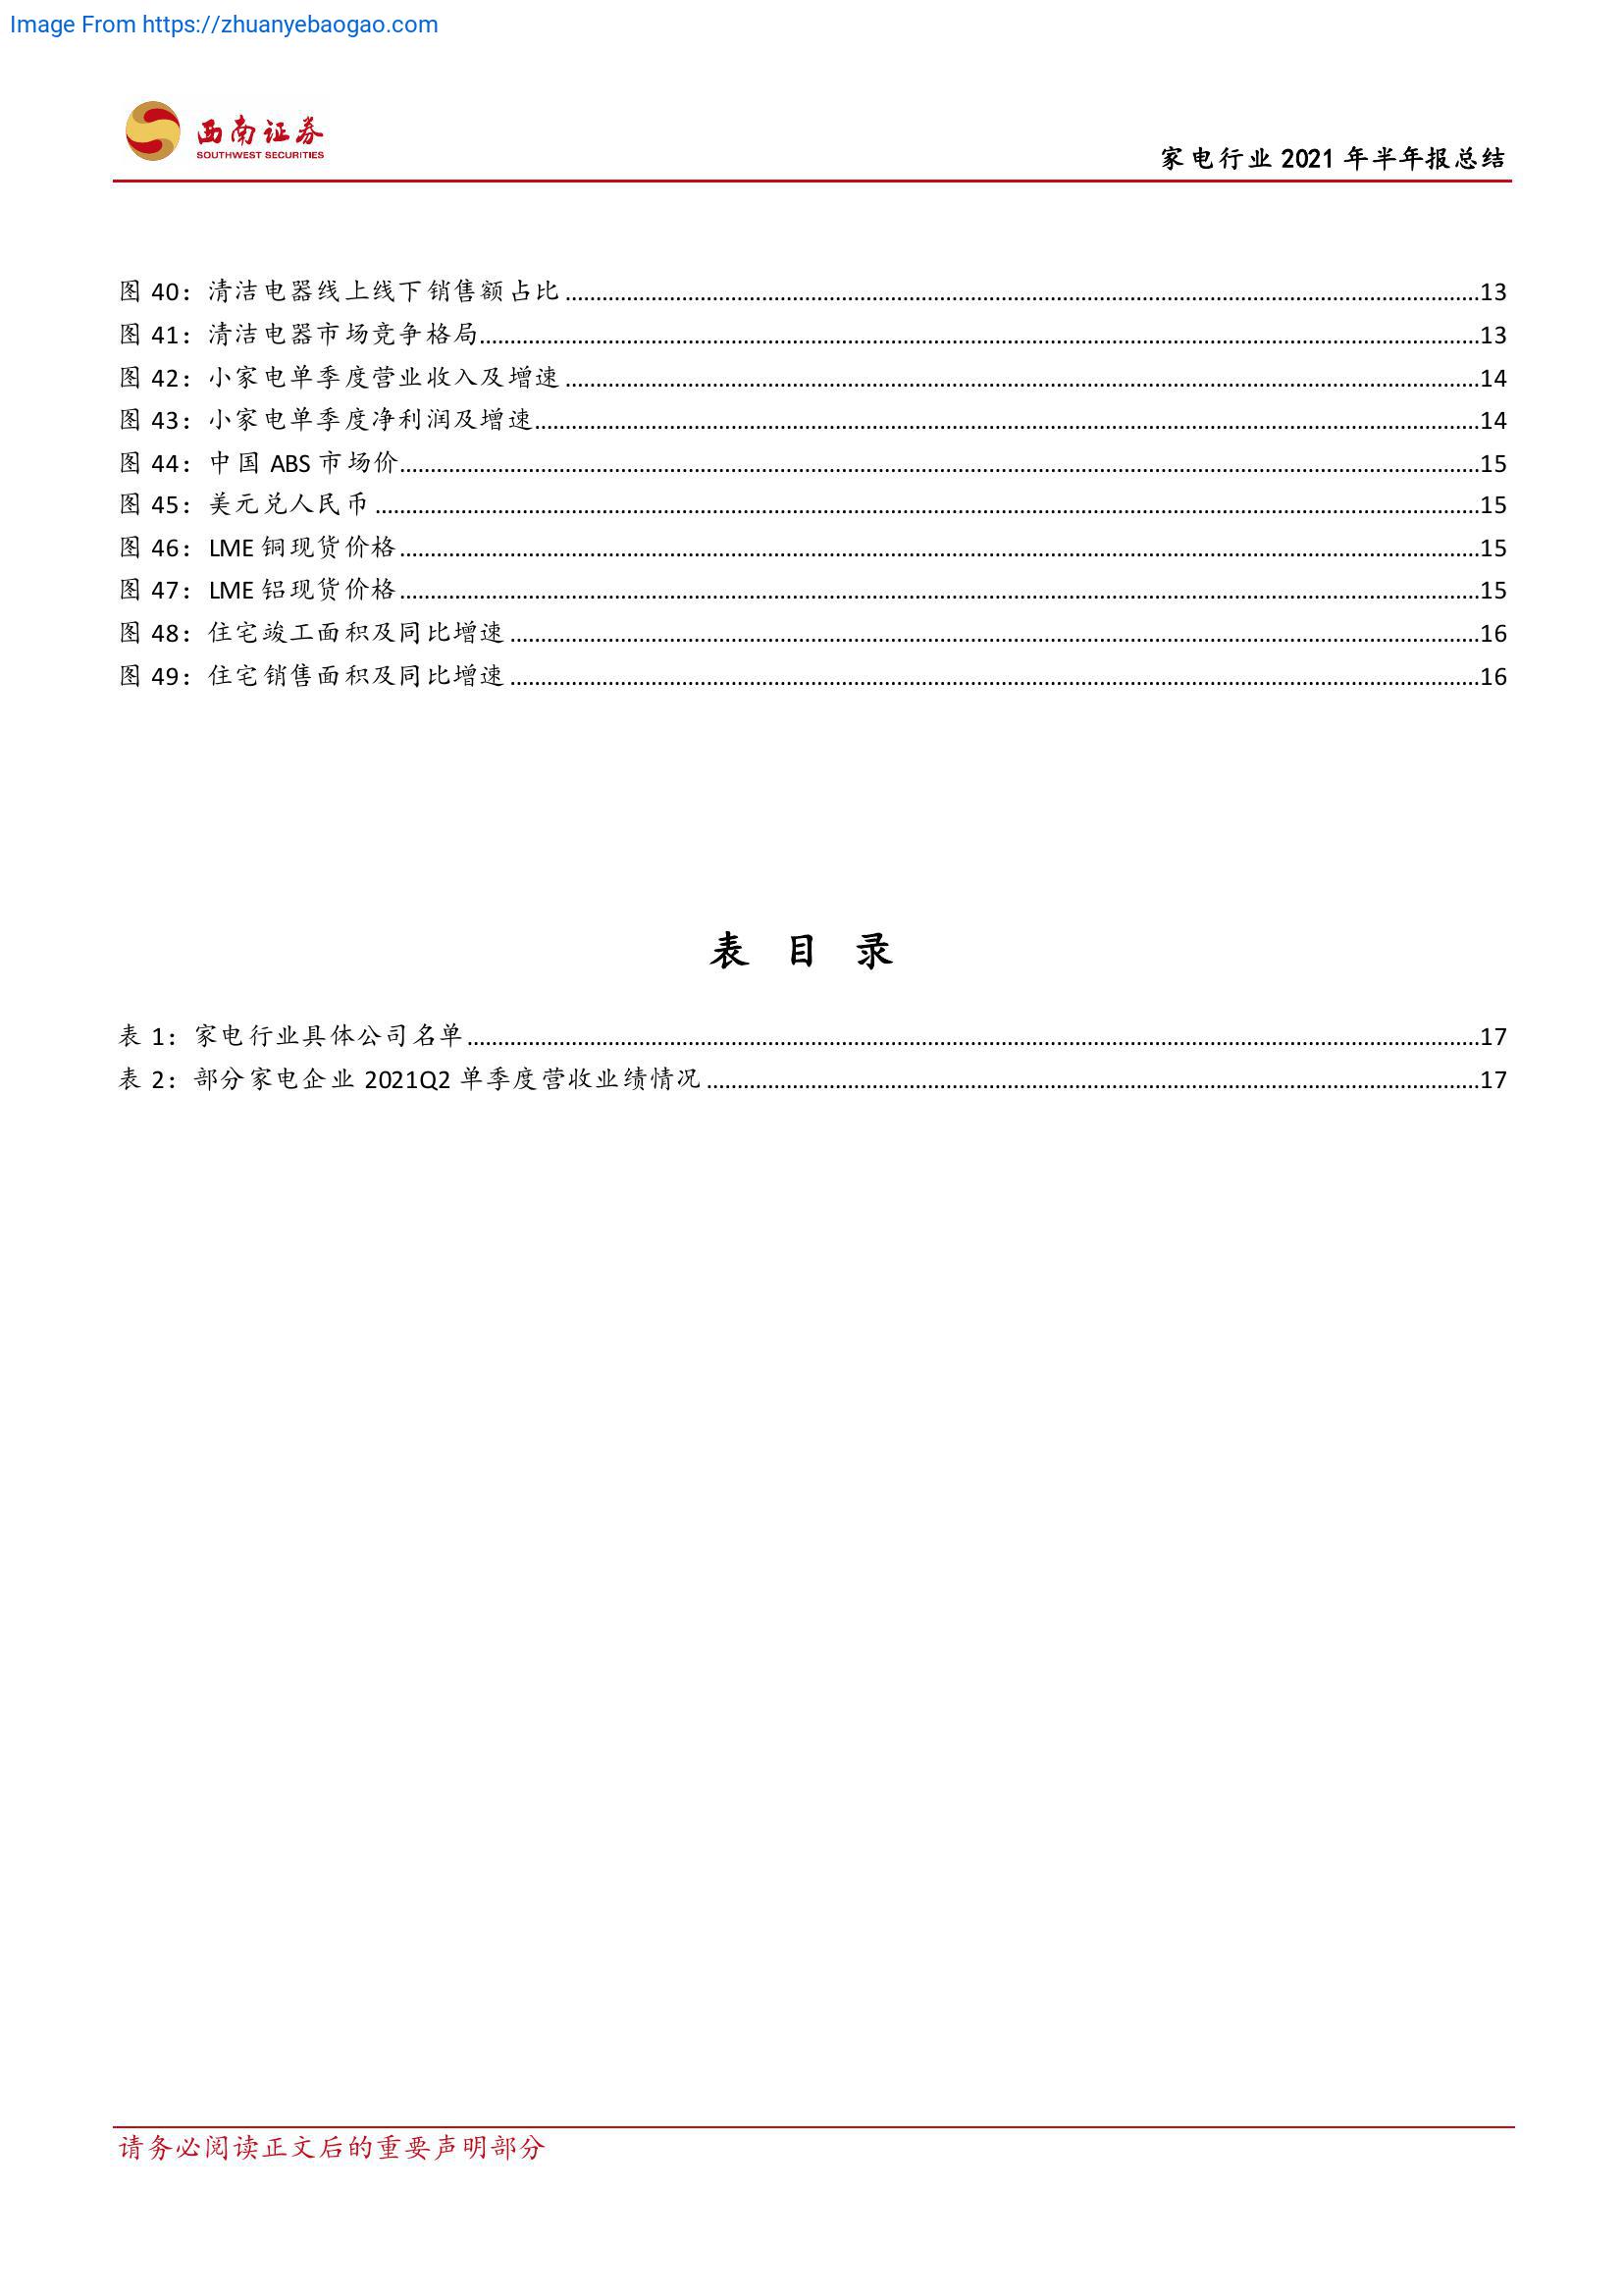 Image From https://zhuanyebaogao.com
西南证券
SOUTHWEST SECURITIES
家电行业 2021 年半年报总结
图 40：清洁电器线上线下销售额占比.....13
图 41：清洁电器市场竞争格局.....13
图 42：小家电单季度营业收入及增速.....14
图 43：小家电单季度净利润及增速.....14
图 44：中国 ABS 市场价.....15
图 45：美元兑人民币.....15
图 46：LME 铜现货价格.....15
图 47：LME 铝现货价格.....15
图 48：住宅竣工面积及同比增速.....16
图 49：住宅销售面积及同比增速.....16
表 目 录
表 1：家电行业具体公司名单.....17
表 2：部分家电企业 2021Q2 单季度营收业绩情况.....17
请务必阅读正文后的重要声明部分